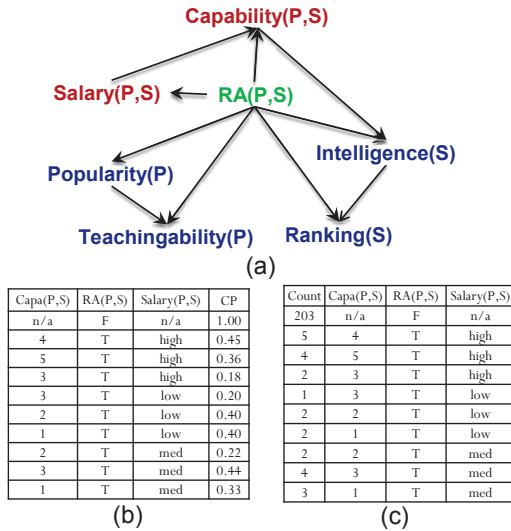 Capability(P,S)
Salary(P,S)
RA(P,S)
Intelligence(S)
Popularity(P)
Teachingability(P)
Ranking(S)
(a)
Capa(P,S) RA(P,S) Salary(P,S) CP
n/a F n/a 1.00
4 T high 0.45
5 T high 0.36
3 T high 0.18
3 T low 0.20
2 T low 0.40
1 T low 0.40
2 T med 0.22
3 T med 0.44
1 T med 0.33
(b)
Count Capa(P,S) RA(P,S) Salary(P,S)
203 n/a F n/a
5 4 T high
4 5 T high
2 3 T high
1 3 T low
2 2 T low
2 1 T low
2 2 T med
4 3 T med
3 1 T med
(c)